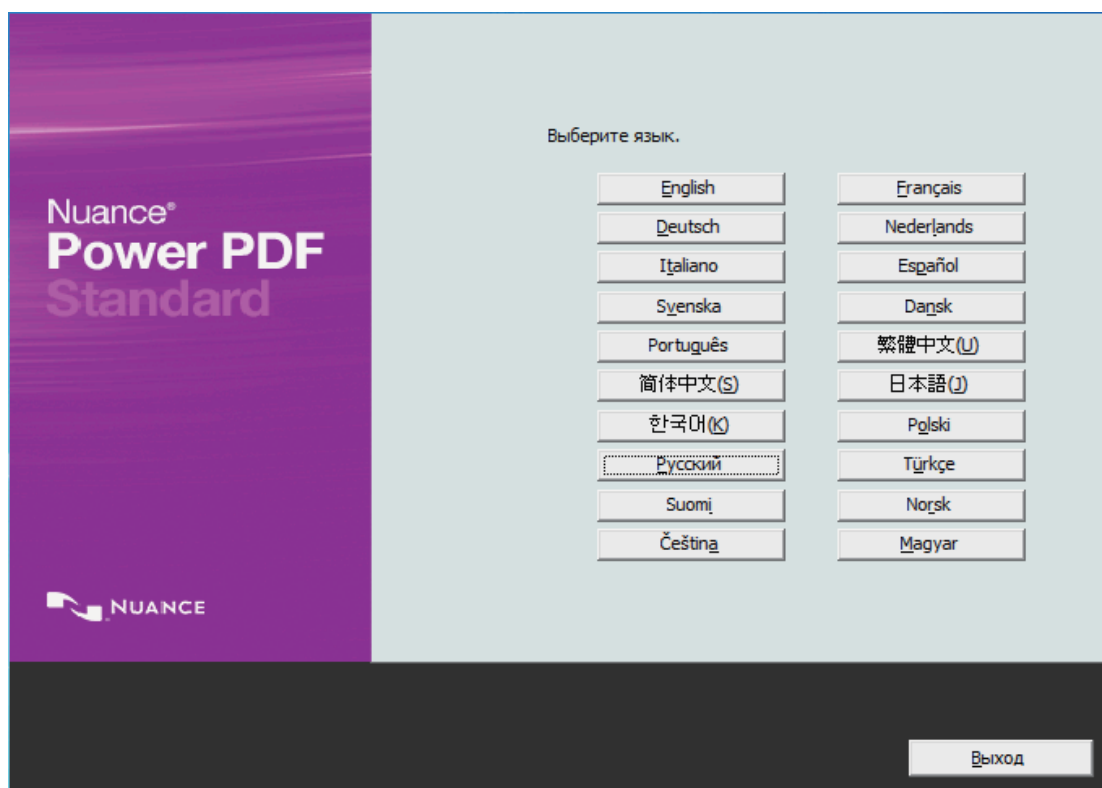 Nuance®
Power PDF
Standard
NUANCE
Выберите язык.
English
Français
Deutsch
Nederlands
Italiano
Español
Svenska
Dansk
Português
繁體中文(U)
简体中文(S)
日本語(J)
한국어(K)
Polski
Русский
Türkçe
Suomi
Norsk
Čeština
Magyar
Выход